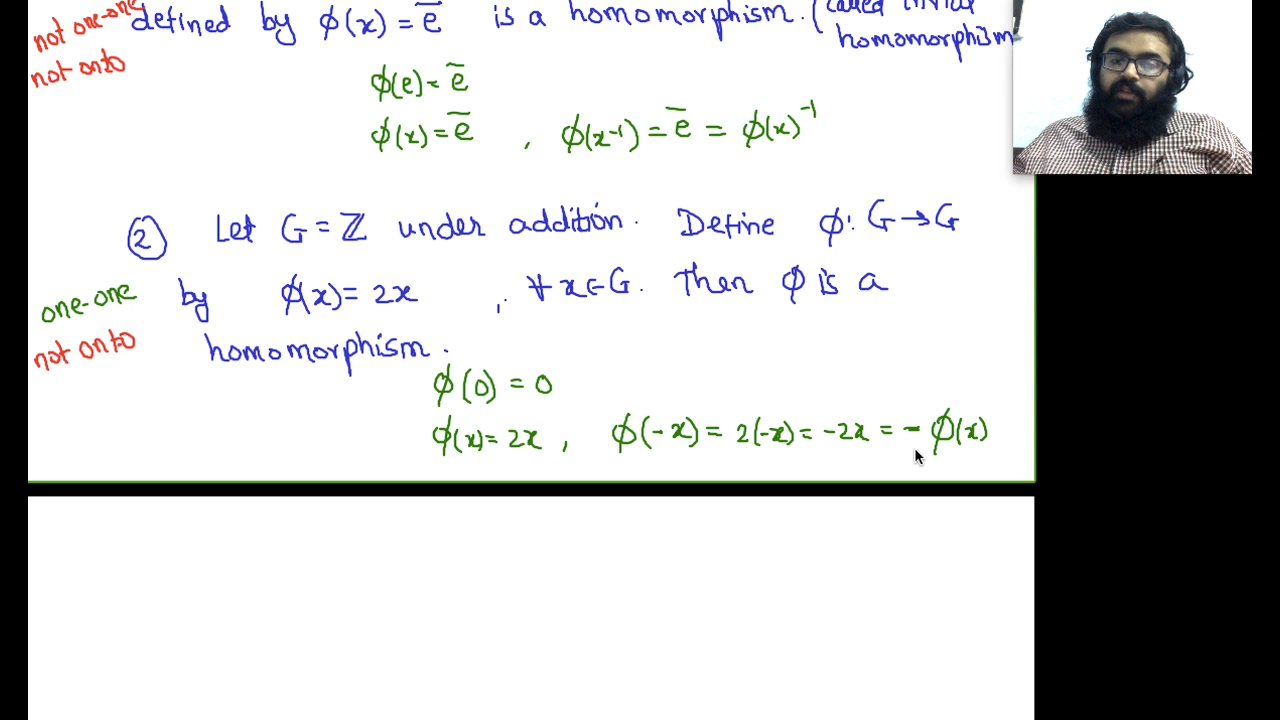 not one-one defined by ϕ(x) = e̅ is a homomorphism. (called trivial
not onto homomorphism
ϕ(e) = e̅
ϕ(x) = e̅ , ϕ(x⁻¹) = e̅ = ϕ(x)⁻¹
② Let G = ℤ under addition. Define ϕ: G → G
one-one by ϕ(x) = 2x , ∀ x ∈ G. Then ϕ is a
not onto homomorphism.
ϕ(0) = 0
ϕ(x) = 2x , ϕ(-x) = 2(-x) = -2x = - ϕ(x)